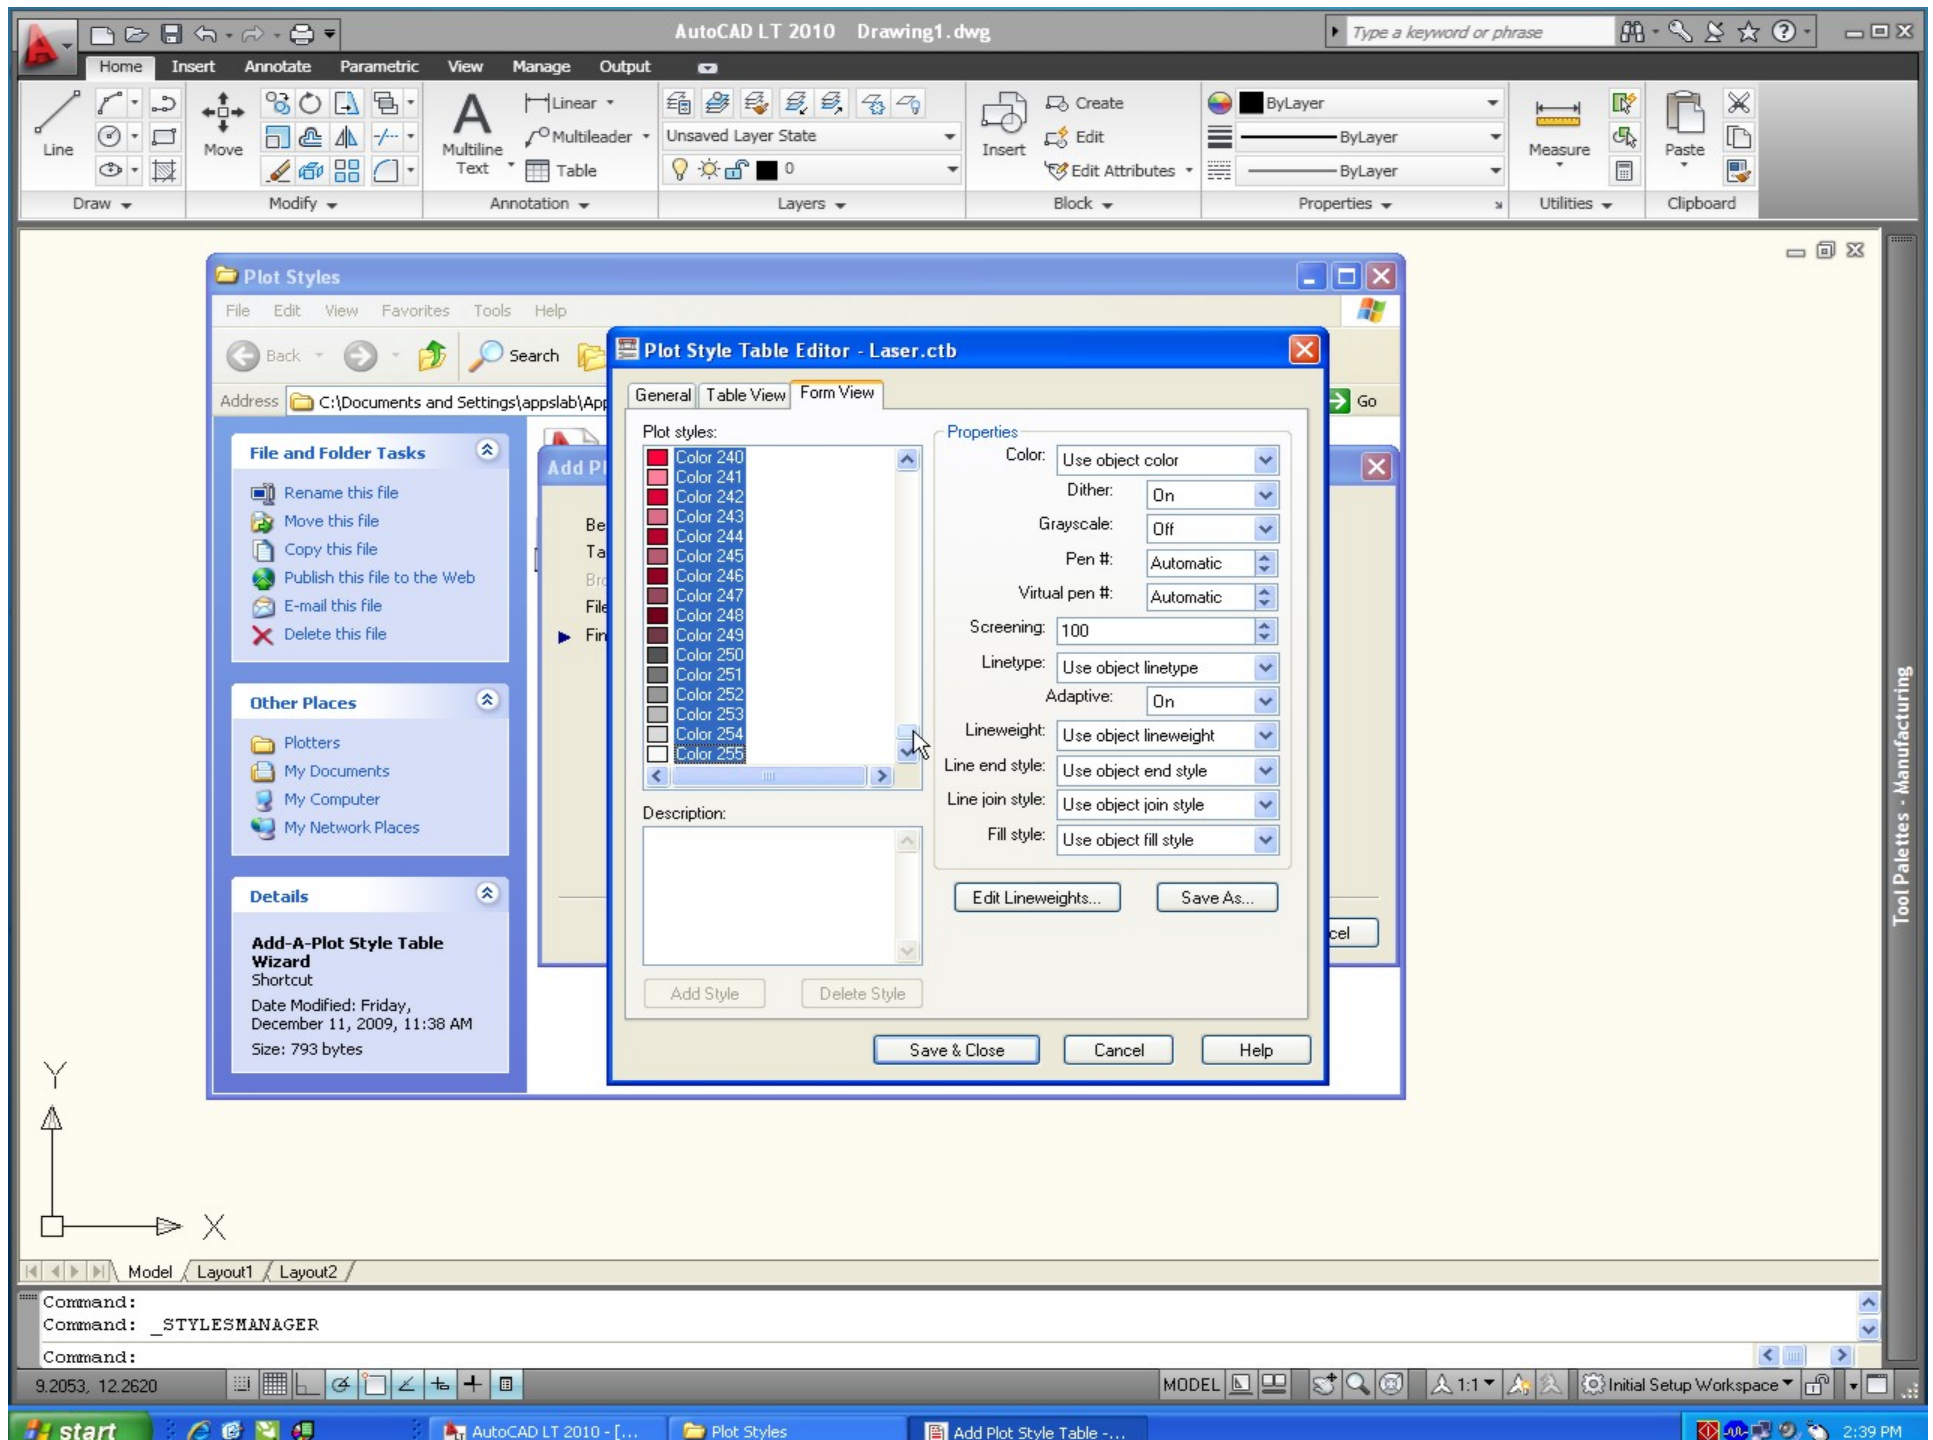 AutoCAD LT 2010 Drawing1.dwg
Type a keyword or phrase
Home Insert Annotate Parametric View Manage Output
Line
Move
Multiline
Text
Linear
Multileader
Table
Unsaved Layer State
0
Insert
Create
Edit
Edit Attributes
ByLayer
ByLayer
ByLayer
Measure
Paste
Draw
Modify
Annotation
Layers
Block
Properties
Utilities
Clipboard
Plot Styles
File Edit View Favorites Tools Help
Back
Search
Address C:\Documents and Settings\appslab\App
Go
File and Folder Tasks
Rename this file
Move this file
Copy this file
Publish this file to the Web
E-mail this file
Delete this file
Other Places
Plotters
My Documents
My Computer
My Network Places
Details
Add-A-Plot Style Table
Wizard
Shortcut
Date Modified: Friday,
December 11, 2009, 11:38 AM
Size: 793 bytes
Add Pl
Be
Ta
Bro
File
Fin
cel
Plot Style Table Editor - Laser.ctb
General Table View Form View
Plot styles:
Color 240
Color 241
Color 242
Color 243
Color 244
Color 245
Color 246
Color 247
Color 248
Color 249
Color 250
Color 251
Color 252
Color 253
Color 254
Color 255
Description:
Add Style Delete Style
Properties
Color: Use object color
Dither: On
Grayscale: Off
Pen #: Automatic
Virtual pen #: Automatic
Screening: 100
Linetype: Use object linetype
Adaptive: On
Lineweight: Use object lineweight
Line end style: Use object end style
Line join style: Use object join style
Fill style: Use object fill style
Edit Lineweights... Save As...
Save & Close Cancel Help
Tool Palettes - Manufacturing
Y
X
Model Layout1 Layout2
Command:
Command: _STYLESMANAGER
Command:
9.2053, 12.2620
MODEL
1:1
Initial Setup Workspace
start
AutoCAD LT 2010 - [...
Plot Styles
Add Plot Style Table -...
2:39 PM